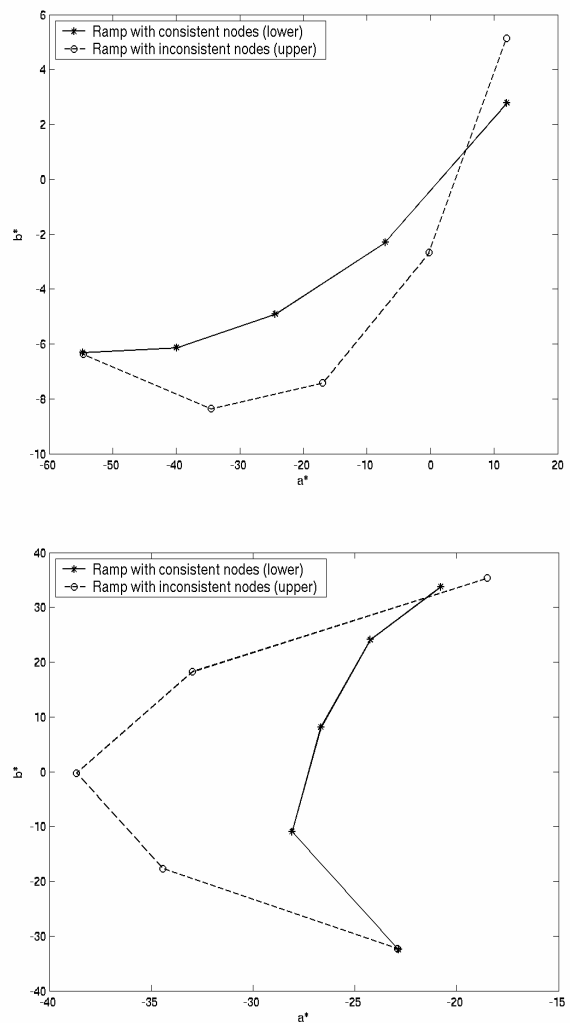 6
Ramp with consistent nodes (lower)
Ramp with inconsistent nodes (upper)
4
2
0
-2
b*
-4
-6
-8
-10
-60 -50 -40 -30 -20 -10 0 10 20
a*
40
Ramp with consistent nodes (lower)
Ramp with inconsistent nodes (upper)
30
20
10
0
b*
-10
-20
-30
-40
-40 -35 -30 -25 -20 -15
a*